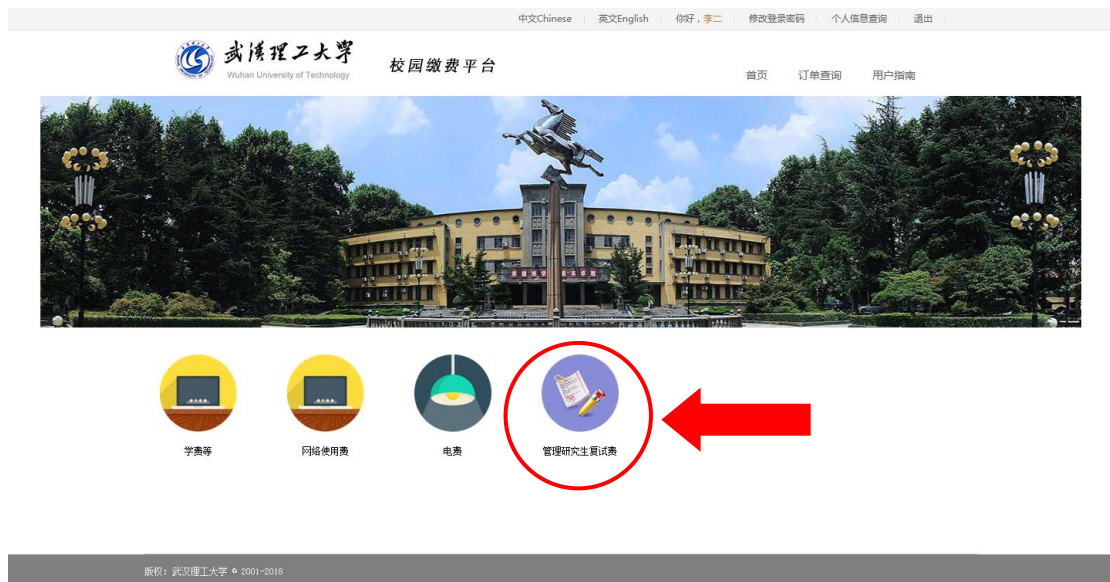 中文Chinese 英文English 你好，李二 修改登录密码 个人信息查询 退出
武汉理工大学
Wuhan University of Technology
校园缴费平台
首页 订单查询 用户指南
学费等 网络使用费 电费 管理研究生复试费
版权：武汉理工大学 © 2001-2018